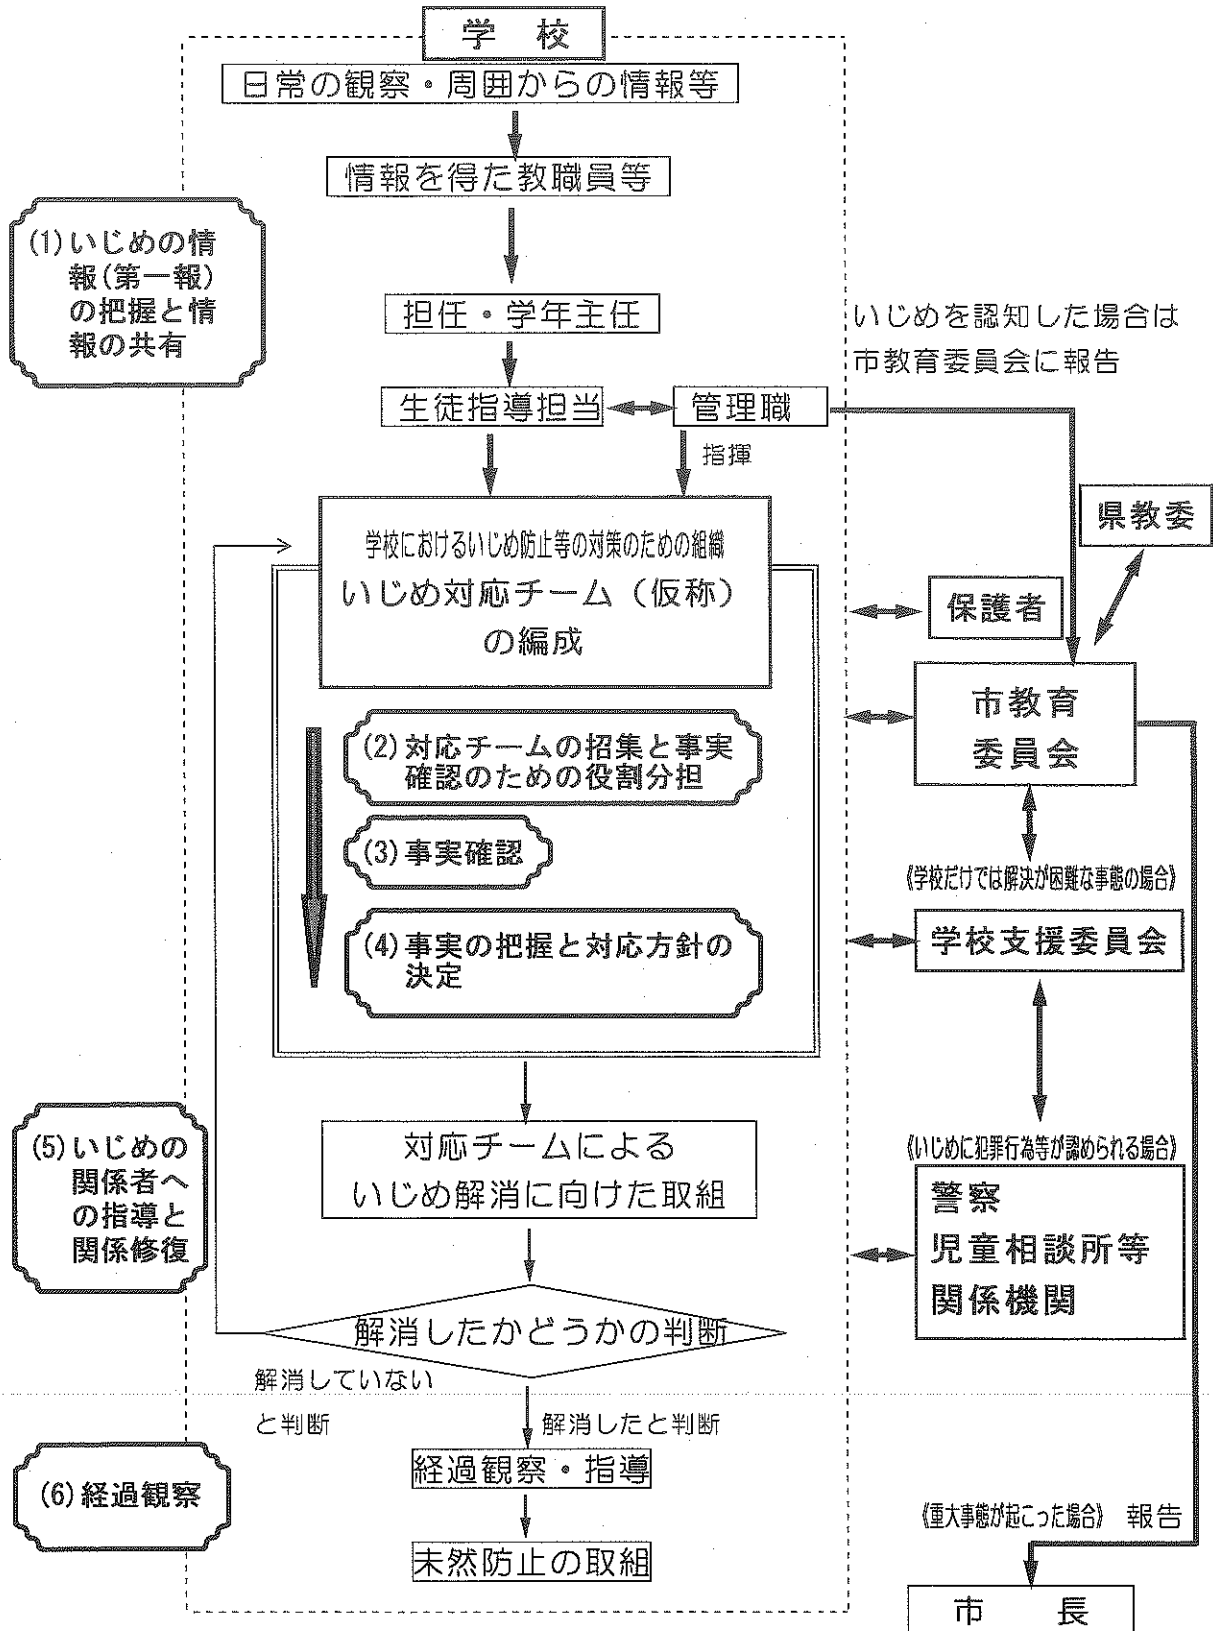 学　校
日常の観察・周囲からの情報等
情報を得た教職員等
(1)いじめの情
報(第一報)
の把握と情
報の共有
担任・学年主任
いじめを認知した場合は
市教育委員会に報告
生徒指導担当
管理職
指揮
県教委
学校におけるいじめ防止等の対策のための組織
いじめ対応チーム（仮称）
の編成
保護者
市教育
委員会
(2)対応チームの招集と事実
確認のための役割分担
(3)事実確認
《学校だけでは解決が困難な事態の場合》
学校支援委員会
(4)事実の把握と対応方針の
決定
(5)いじめの
関係者へ
の指導と
関係修復
対応チームによる
いじめ解消に向けた取組
《いじめに犯罪行為等が認められる場合》
警察
児童相談所等
関係機関
解消したかどうかの判断
解消していない
と判断
解消したと判断
(6)経過観察
経過観察・指導
未然防止の取組
《重大事態が起こった場合》 報告
市　長